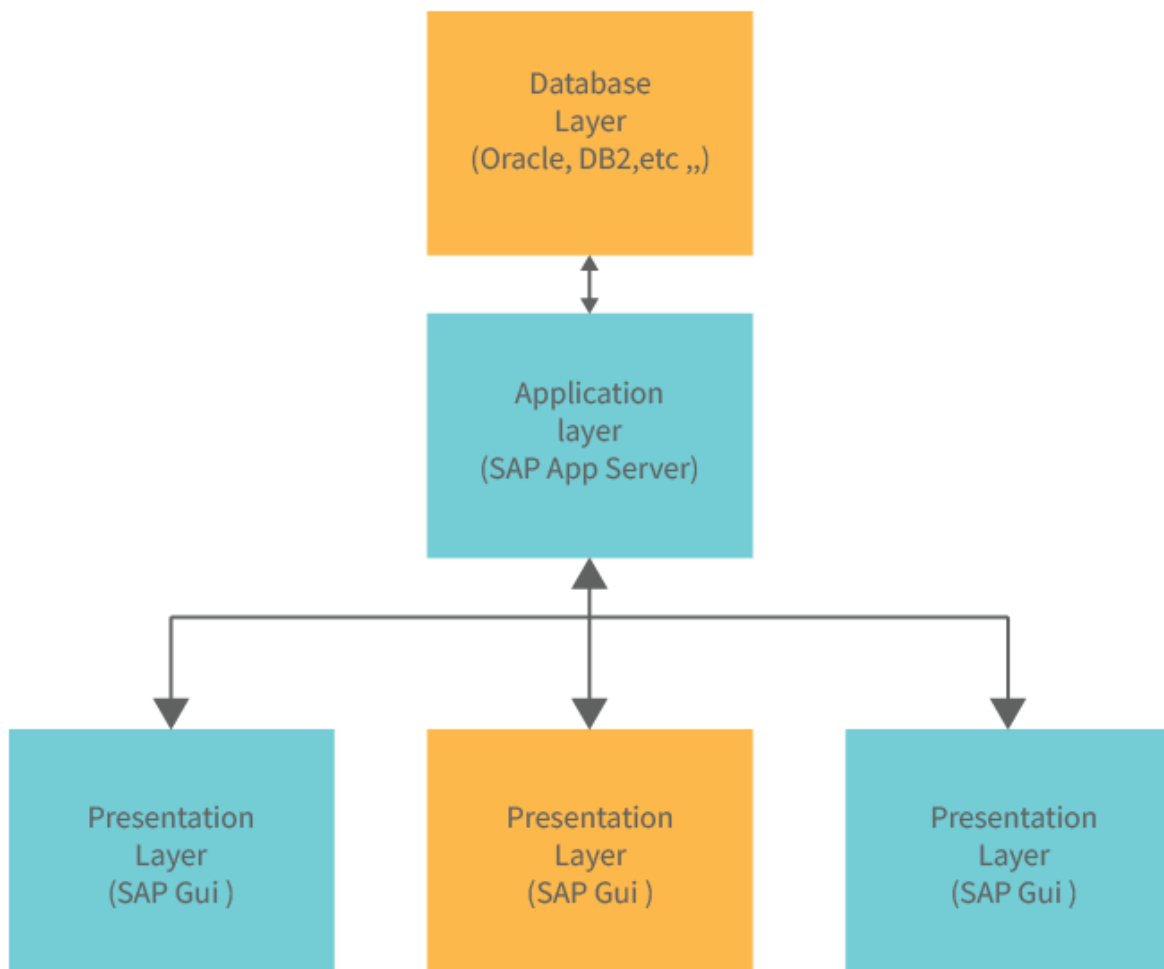 Database
Layer
(Oracle, DB2,etc ,,)
Application
layer
(SAP App Server)
Presentation
Layer
(SAP Gui )
Presentation
Layer
(SAP Gui )
Presentation
Layer
(SAP Gui )